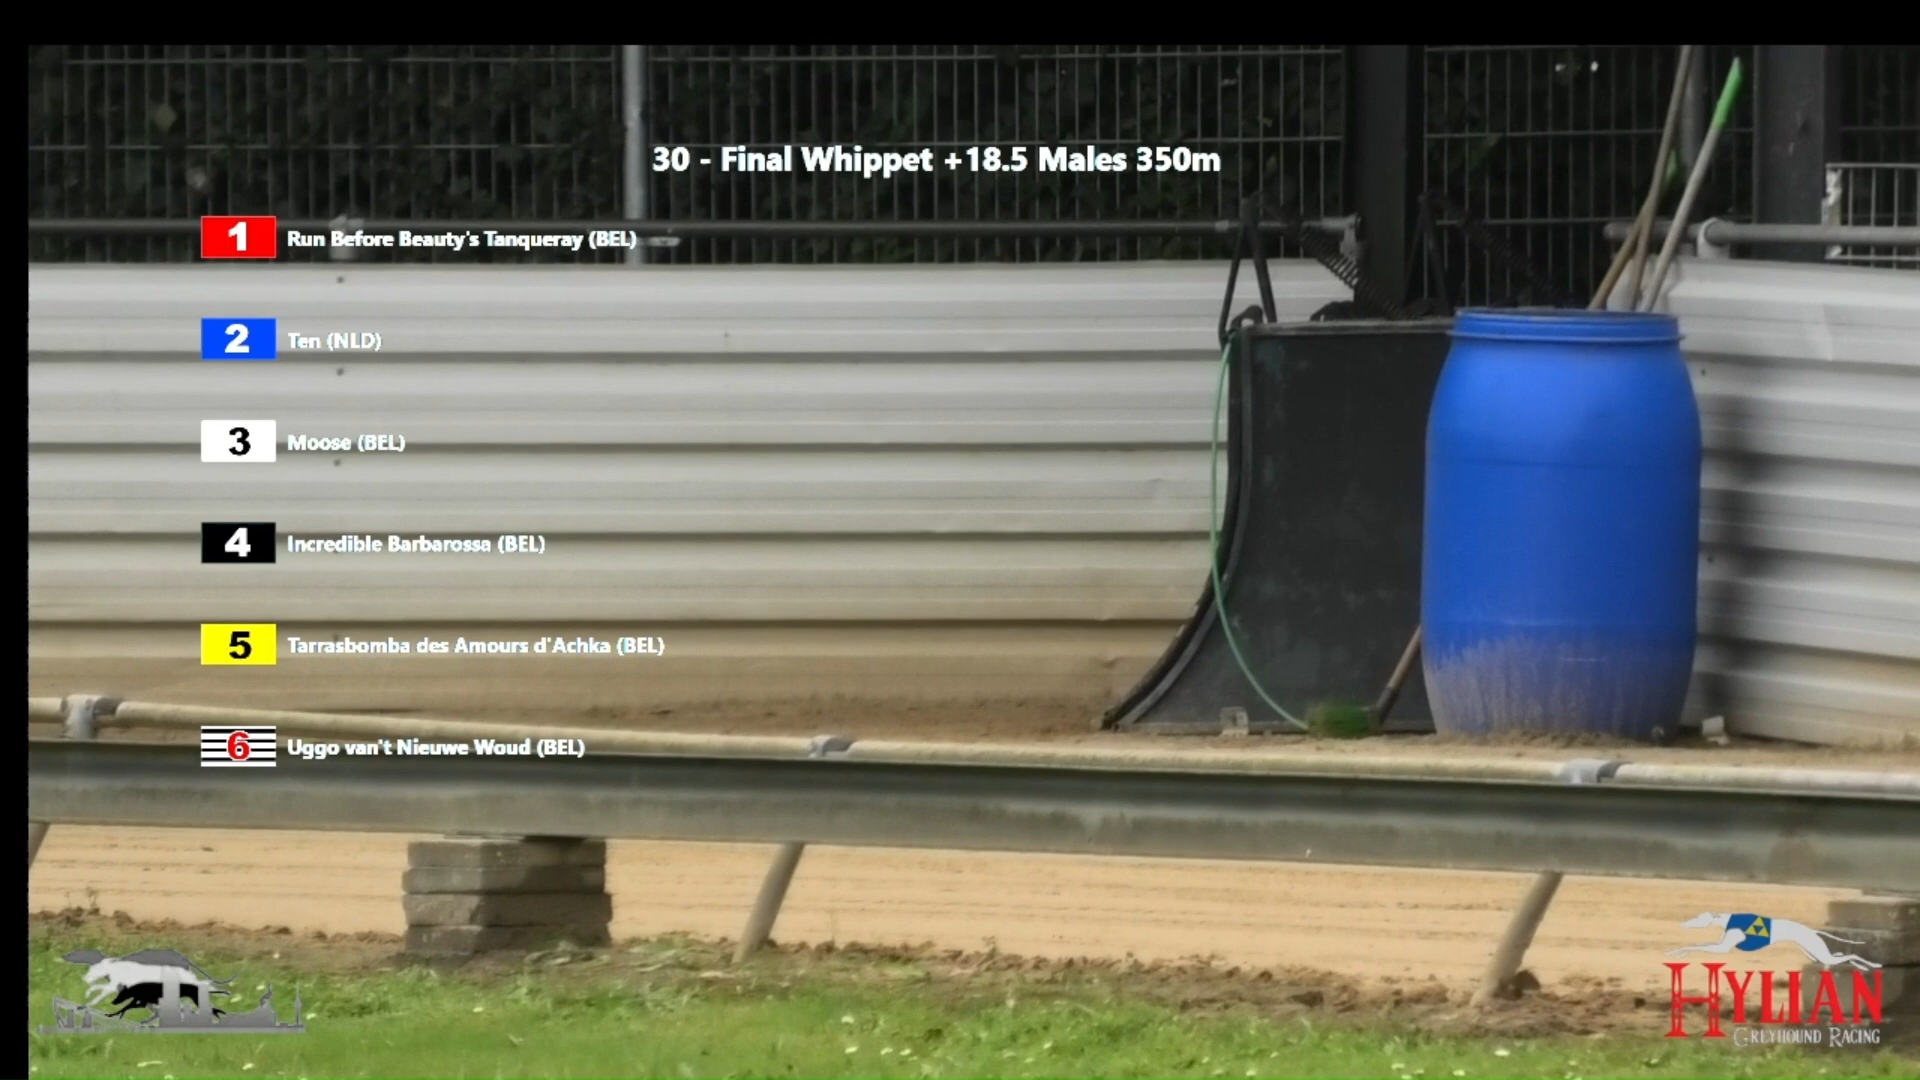 30 - Final Whippet +18.5 Males 350m
1 Run Before Beauty's Tanqueray (BEL)
2 Ten (NLD)
3 Moose (BEL)
4 Incredible Barbarossa (BEL)
5 Tarrasbomba des Amours d'Achka (BEL)
6 Uggo van't Nieuwe Woud (BEL)
HYLIAN
GREYHOUND RACING